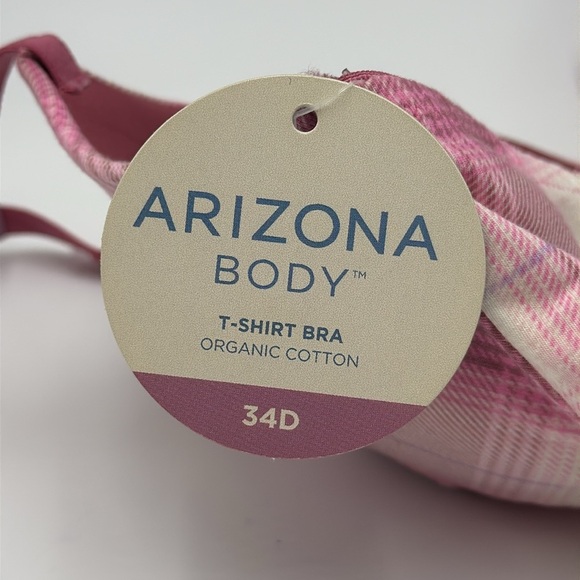 ARIZONA
BODY™
T-SHIRT BRA
ORGANIC COTTON
34D